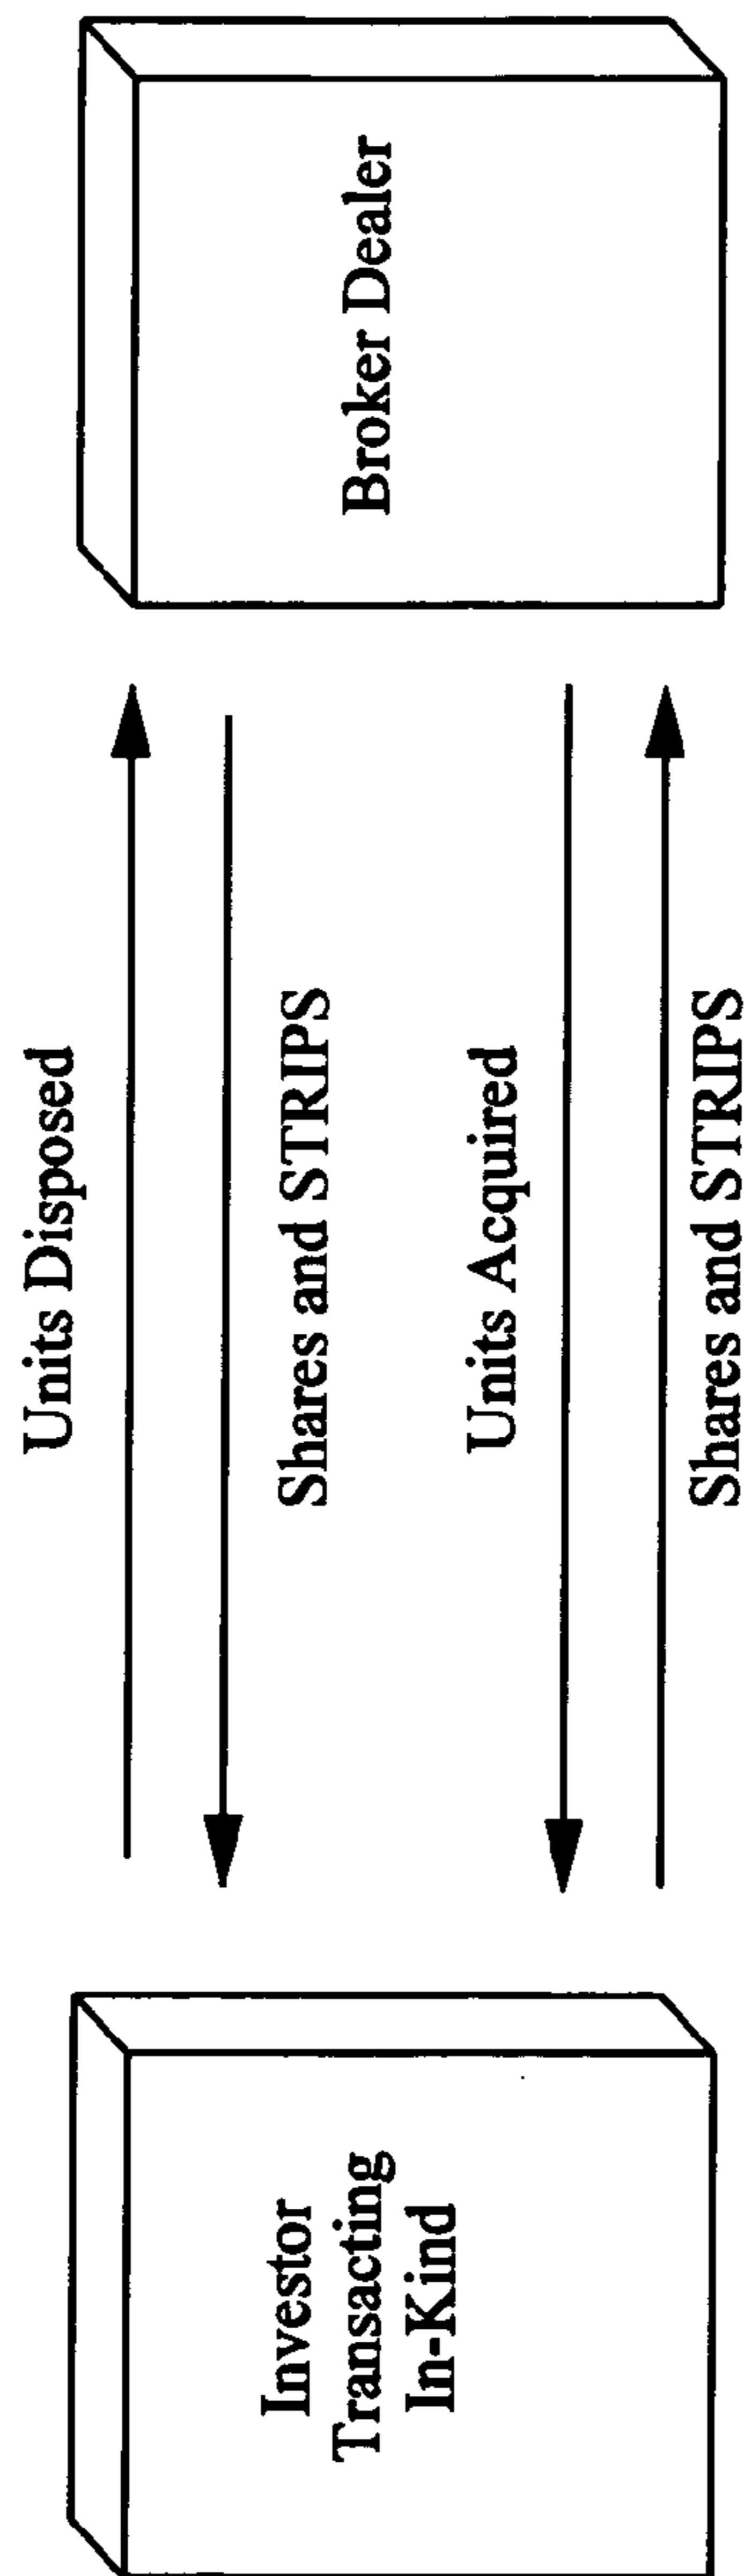 Investor
Transacting
In-Kind
Units Disposed
Shares and STRIPS
Units Acquired
Shares and STRIPS
Broker Dealer